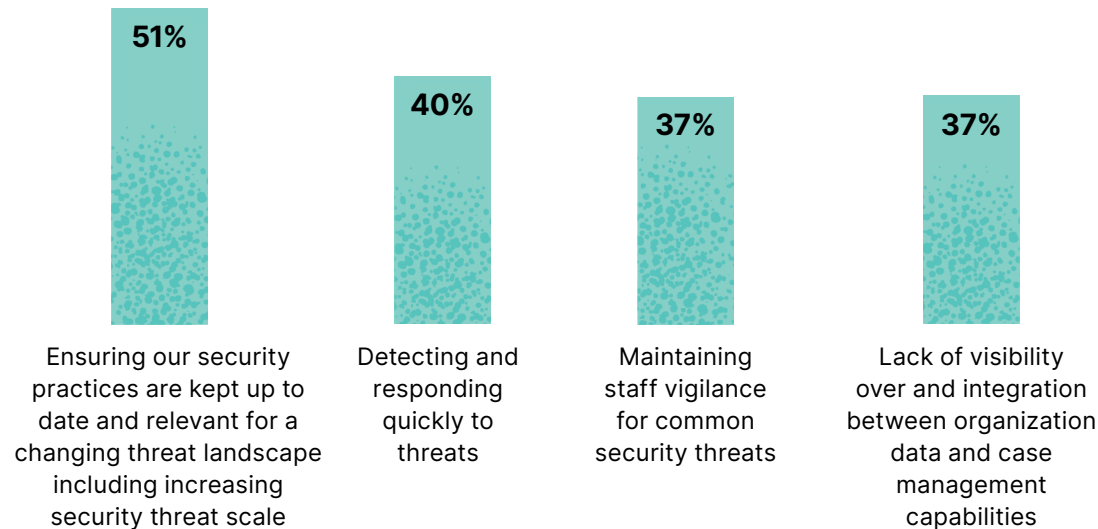 51%
40%
37%
37%
Ensuring our security
practices are kept up to
date and relevant for a
changing threat landscape
including increasing
security threat scale
Detecting and
responding
quickly to
threats
Maintaining
staff vigilance
for common
security threats
Lack of visibility
over and integration
between organization
data and case
management
capabilities